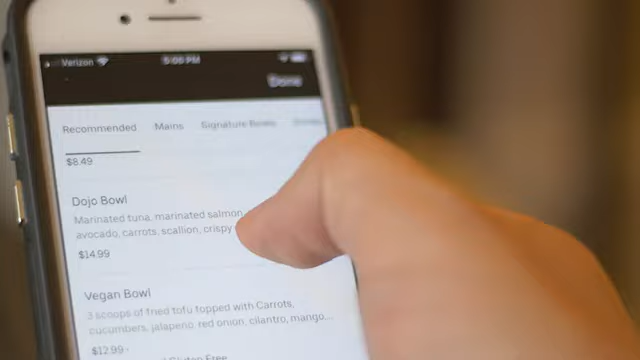 Verizon 5:00 PM
Done
Recommended Mains Signature Bowls
$8.49
Dojo Bowl
Marinated tuna, marinated salmon,
avocado, carrots, scallion, crispy
$14.99
Vegan Bowl
3 scoops of fried tofu topped with Carrots,
cucumbers, jalapeno, red onion, cilantro, mango...
$12.99 ·
Gluten Free